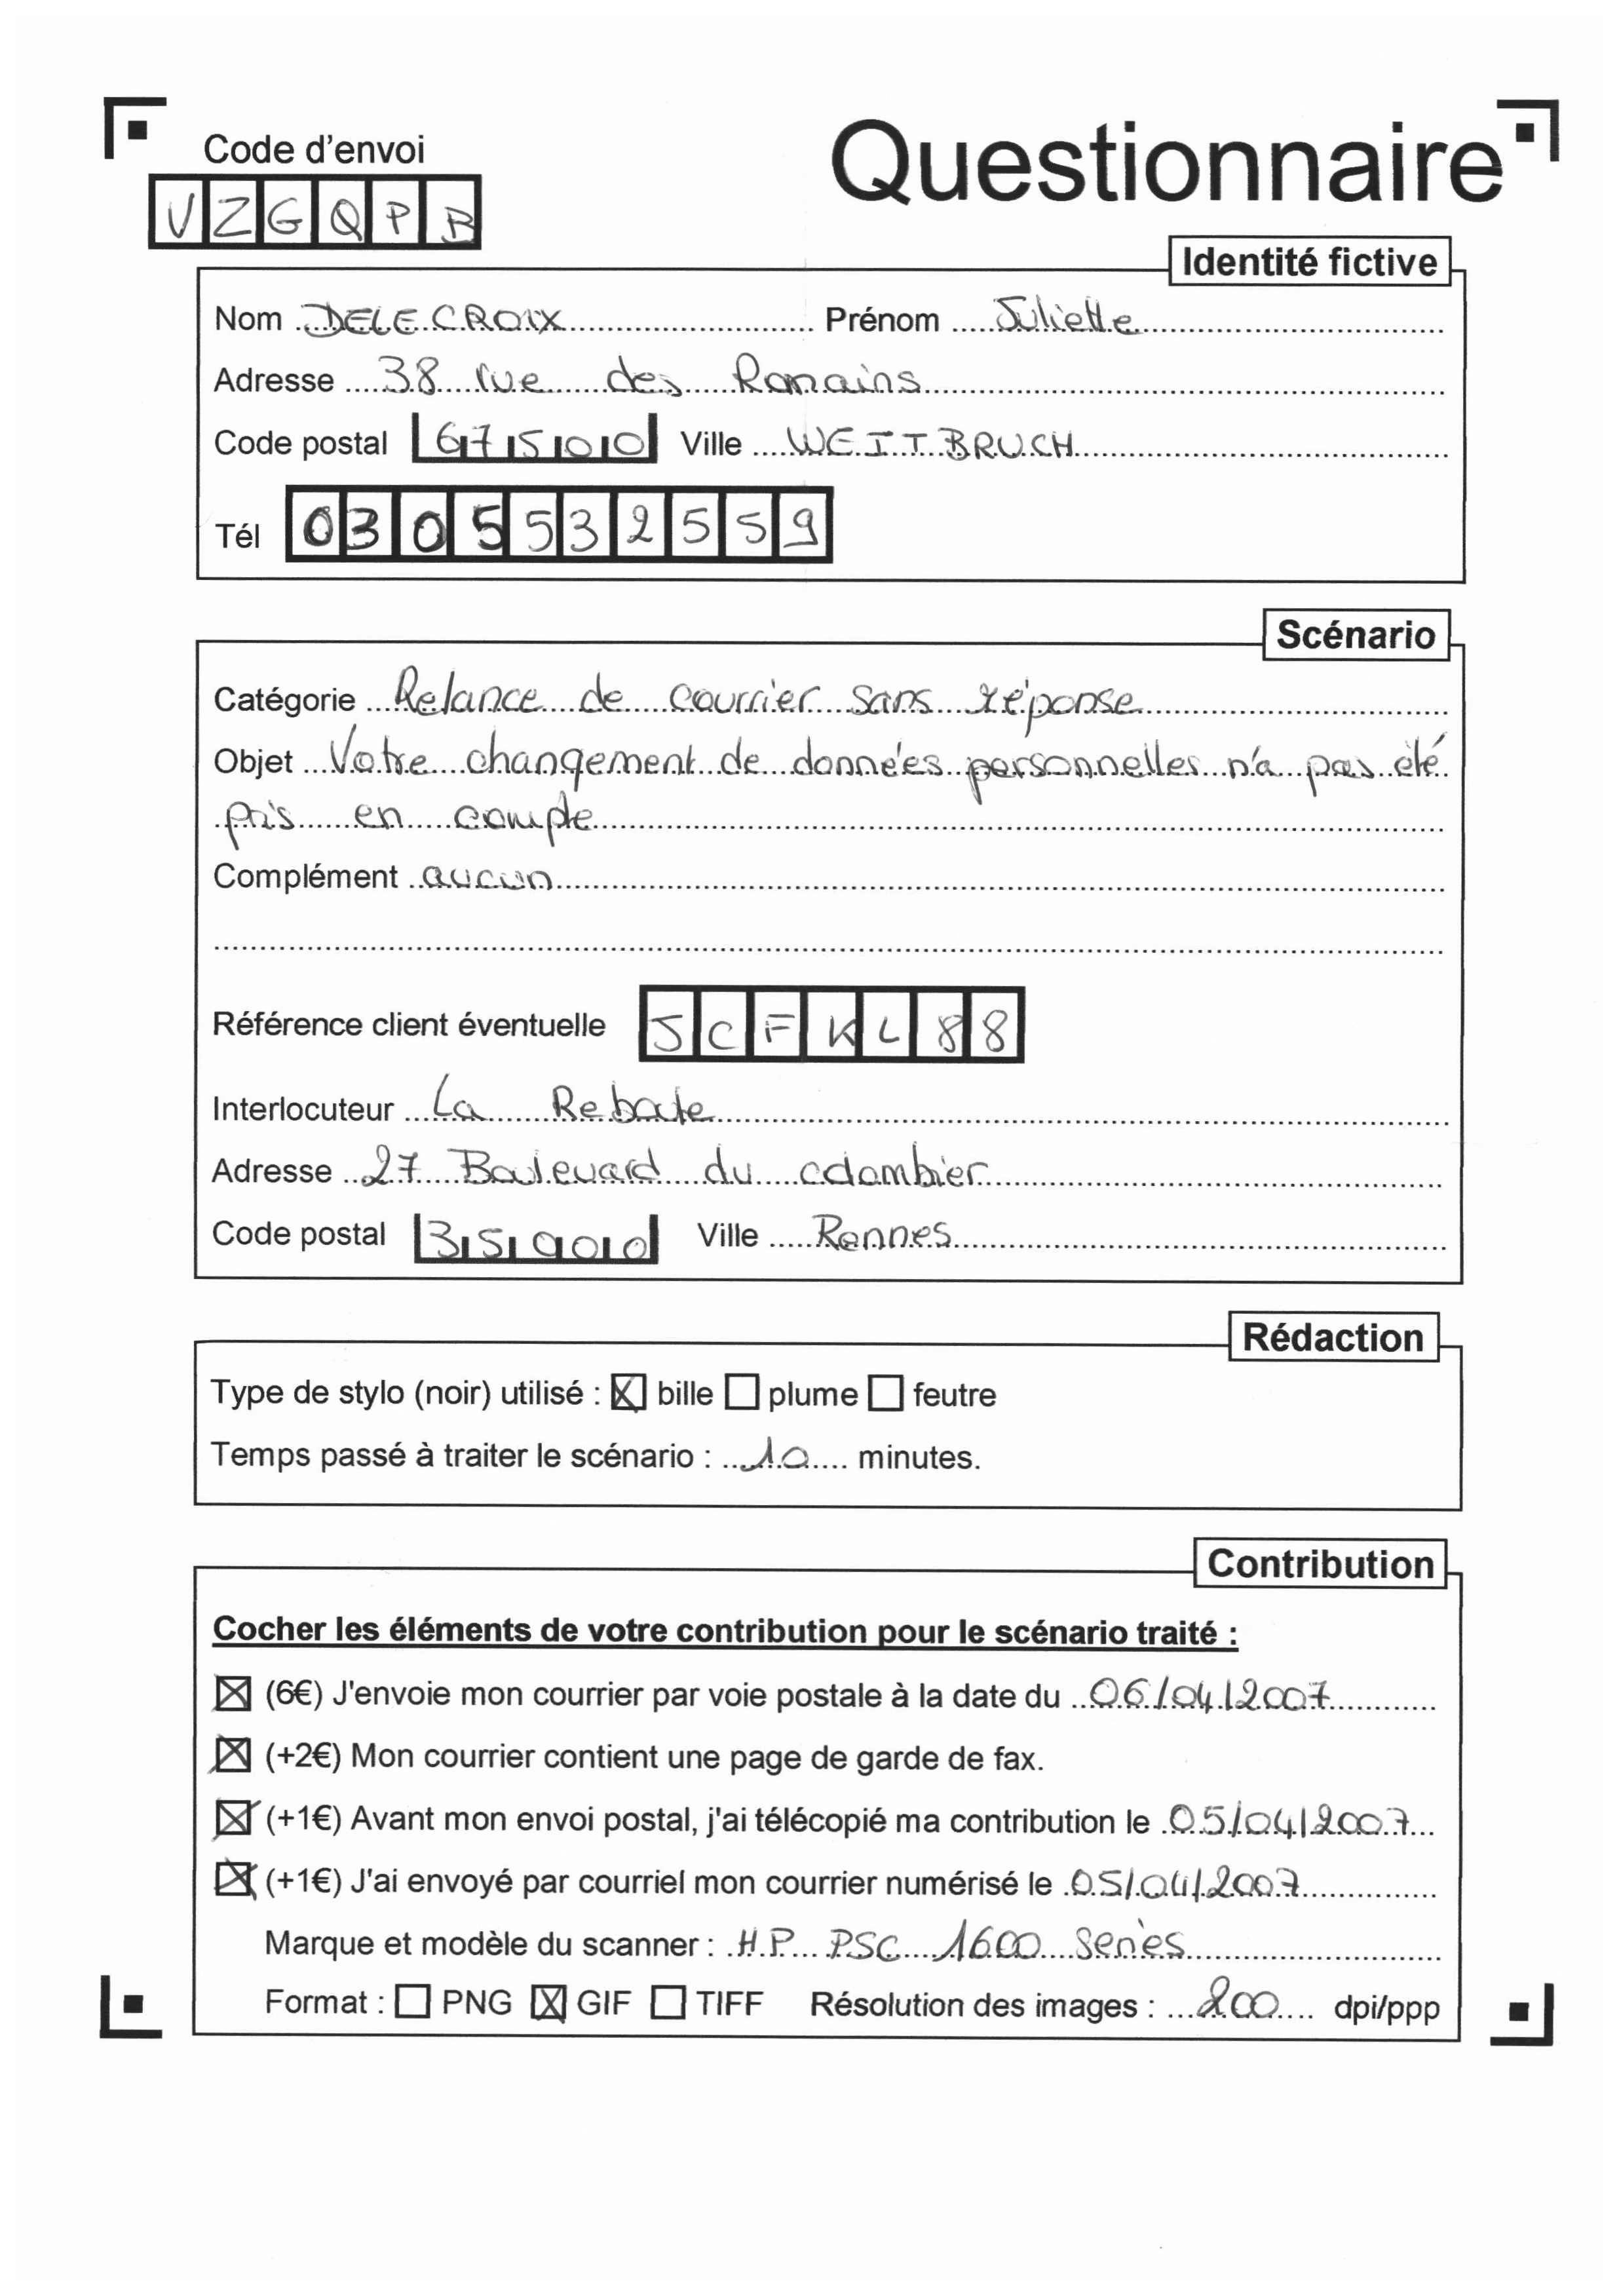 Code d'envoi
Questionnaire
VZGQPB
Identité fictive
Nom DELECROIX Prénom Juliette
Adresse 38 rue des Romains
Code postal 67500 Ville WEITBRUCH
Tél 0305532559
Scénario
Catégorie Relance de courrier sans réponse
Objet Votre changement de données personnelles n'a pas été
pris en compte
Complément aucun
Référence client éventuelle JCFKL88
Interlocuteur La Reboute
Adresse 27 Boulevard du colombier
Code postal 35000 Ville Rennes
Rédaction
Type de stylo (noir) utilisé : ☒ bille ☐ plume ☐ feutre
Temps passé à traiter le scénario : 10 minutes.
Contribution
Cocher les éléments de votre contribution pour le scénario traité :
☒ (6€) J'envoie mon courrier par voie postale à la date du 06/04/2007
☒ (+2€) Mon courrier contient une page de garde de fax.
☒ (+1€) Avant mon envoi postal, j'ai télécopié ma contribution le 05/04/2007
☒ (+1€) J'ai envoyé par courriel mon courrier numérisé le 05/04/2007
Marque et modèle du scanner : HP PSC 1600 series
Format : ☐ PNG ☒ GIF ☐ TIFF Résolution des images : 200 dpi/ppp